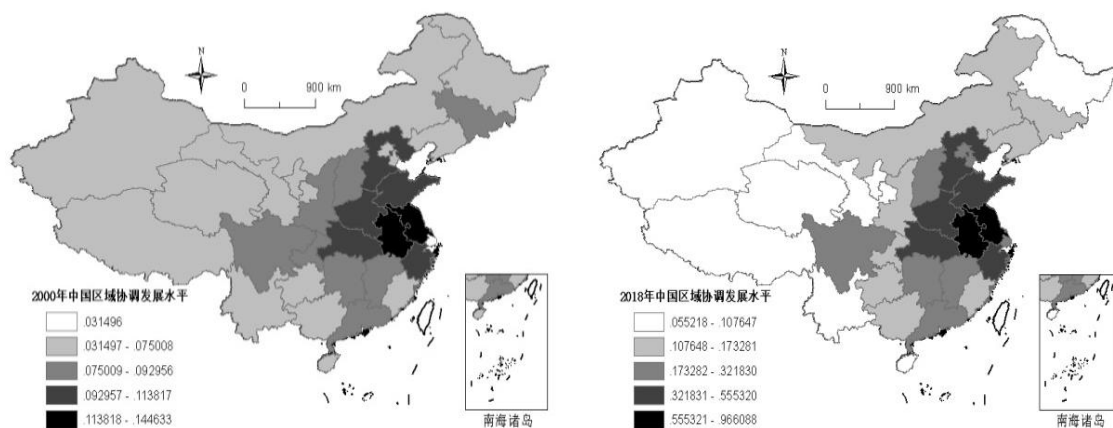 N
0 900 km
2000年中国区域协调发展水平
.031496
.031497 - .075008
.075009 - .092956
.092957 - .113817
.113818 - .144633
南海诸岛
N
0 900 km
2018年中国区域协调发展水平
.055218 - .107647
.107648 - .173281
.173282 - .321830
.321831 - .555320
.555321 - .966088
南海诸岛